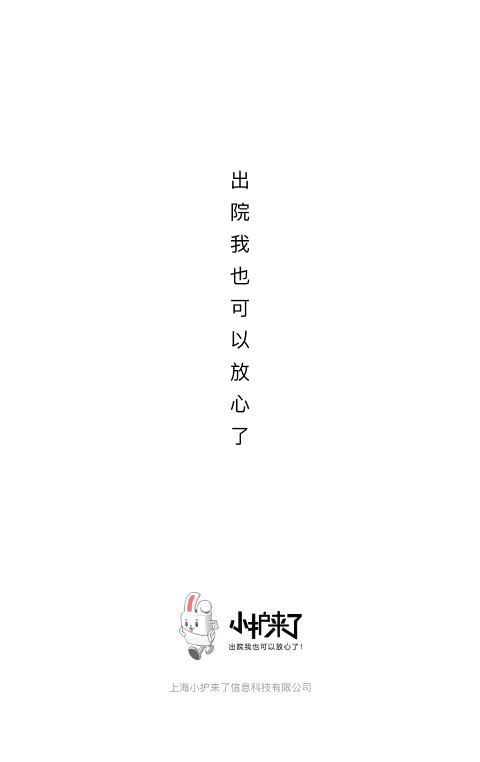 出院我也可以放心了
小护来了
出院我也可以放心了！
上海小护来了信息科技有限公司